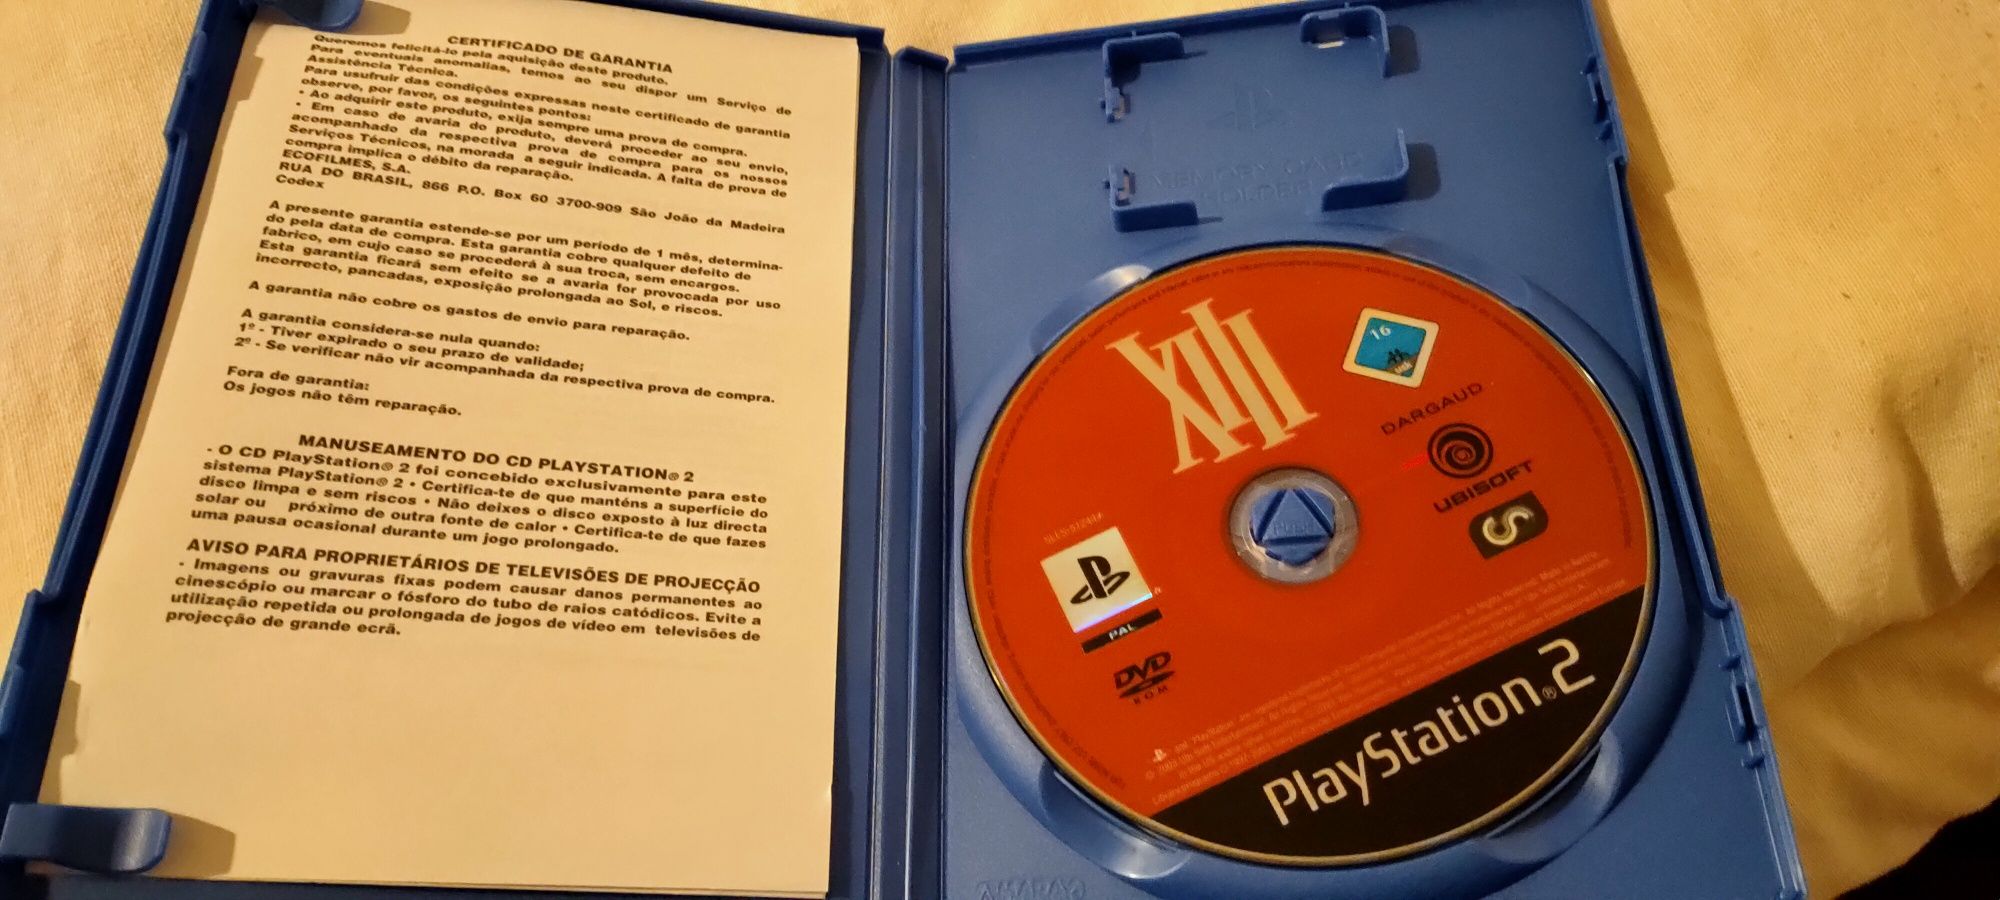 CERTIFICADO DE GARANTIA
Queremos felicitá-lo pela aquisição deste produto.
Para eventuais anomalias, temos ao seu dispor um Serviço de
Assistência Técnica.
Para usufruir das condições expressas neste certificado de garantia
observe, por favor, os seguintes pontos:
• Ao adquirir este produto, exija sempre uma prova de compra.
• Em caso de avaria do produto, deverá proceder ao seu envio,
acompanhado da respectiva prova de compra para os nossos
Serviços Técnicos, na morada a seguir indicada. A falta de prova de
compra implica o débito da reparação.
ECOFILMES, S.A.
RUA DO BRASIL, 866 P.O. Box 60 3700-909 São João da Madeira
Codex
A presente garantia estende-se por um período de 1 mês, determina-
do pela data de compra. Esta garantia cobre qualquer defeito de
fabrico, em cujo caso se procederá à sua troca, sem encargos.
Esta garantia ficará sem efeito se a avaria for provocada por uso
incorrecto, pancadas, exposição prolongada ao Sol, e riscos.
A garantia não cobre os gastos de envio para reparação.
A garantia considera-se nula quando:
1º - Tiver expirado o seu prazo de validade;
2º - Se verificar não vir acompanhada da respectiva prova de compra.
Fora de garantia:
Os jogos não têm reparação.
MANUSEAMENTO DO CD PLAYSTATION® 2
- O CD PlayStation® 2 foi concebido exclusivamente para este
sistema PlayStation® 2 • Certifica-te de que manténs a superfície do
disco limpa e sem riscos • Não deixes o disco exposto à luz directa
solar ou próximo de outra fonte de calor • Certifica-te de que fazes
uma pausa ocasional durante um jogo prolongado.
AVISO PARA PROPRIETÁRIOS DE TELEVISÕES DE PROJECÇÃO
- Imagens ou gravuras fixas podem causar danos permanentes ao
cinescópio ou marcar o fósforo do tubo de raios catódicos. Evite a
utilização repetida ou prolongada de jogos de vídeo em televisões de
projecção de grande ecrã.
MEMORY CARD
HOLDER
XIII
16
DARGAUD
UBISOFT
PAL
DVD
ROM
Push
PlayStation®2
AMARAY